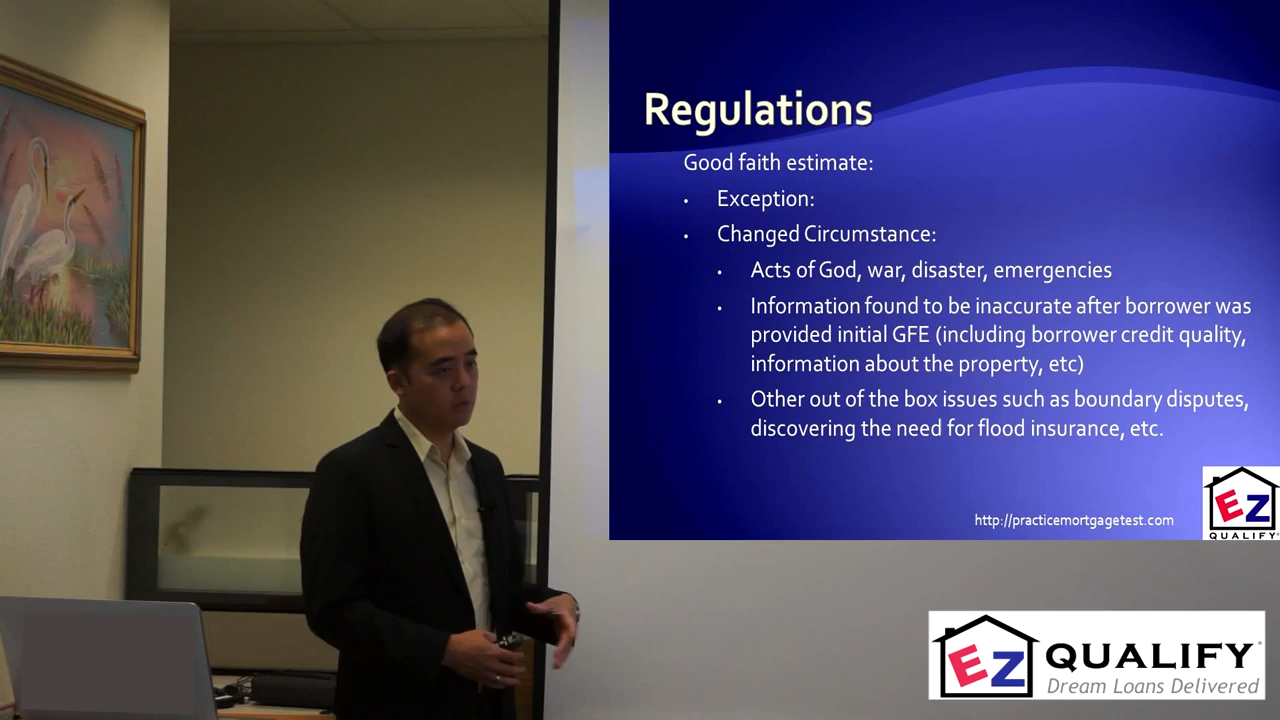 Regulations
Good faith estimate:
• Exception:
• Changed Circumstance:
• Acts of God, war, disaster, emergencies
• Information found to be inaccurate after borrower was
provided initial GFE (including borrower credit quality,
information about the property, etc)
• Other out of the box issues such as boundary disputes,
discovering the need for flood insurance, etc.
http://practicemortgagetest.com
EZ
QUALIFY
EZ QUALIFY
Dream Loans Delivered